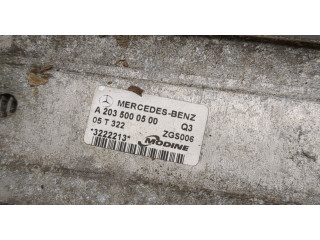 MERCEDES-BENZ
A 203 500 05 00 Q3
05 T 322 ZGS006
*3222213* MODINE